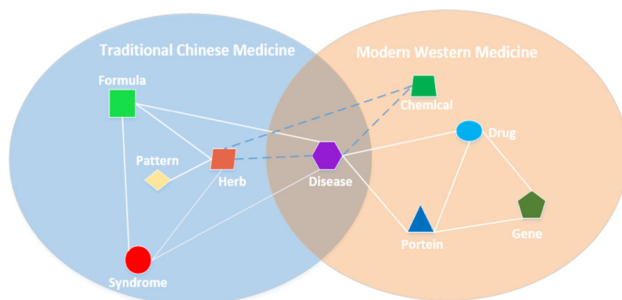 Traditional Chinese Medicine
Modern Western Medicine
Formula
Chemical
Drug
Pattern
Herb
Disease
Portein
Gene
Syndrome